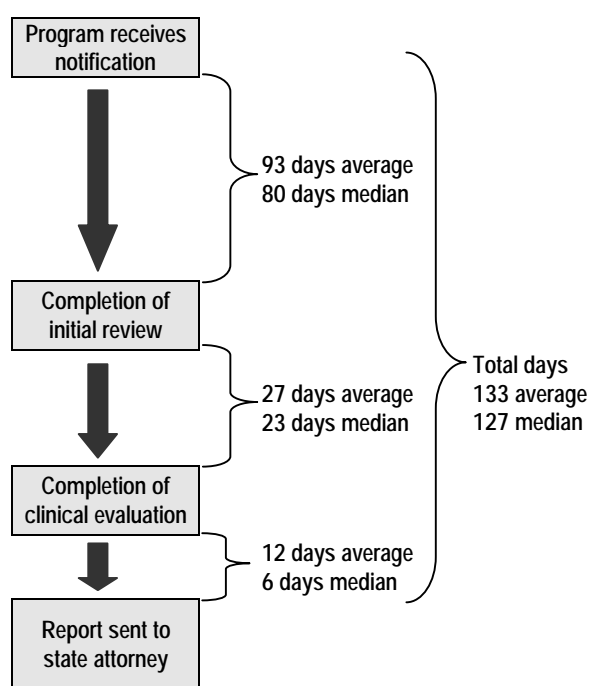 Program receives
notification
93 days average
80 days median
Completion of
initial review
27 days average
23 days median
Total days
133 average
127 median
Completion of
clinical evaluation
12 days average
6 days median
Report sent to
state attorney